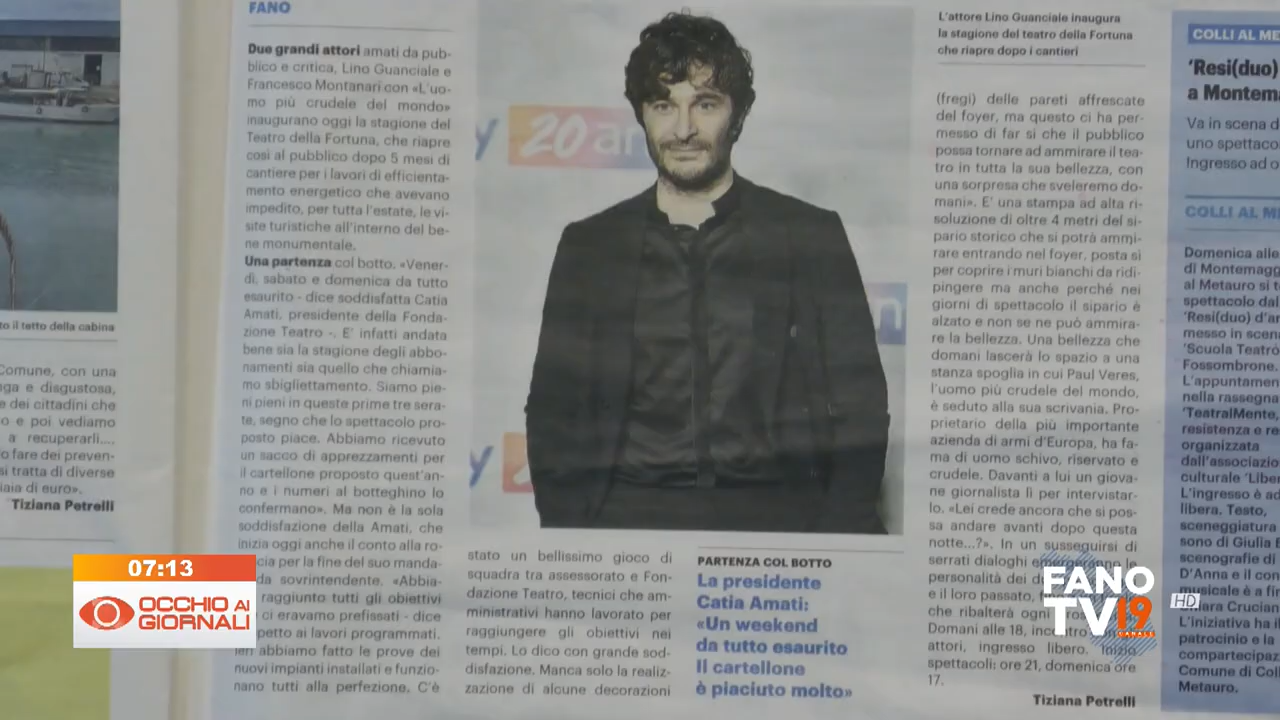 FANO
Due grandi attori amati da pub-
blico e critica, Lino Guanciale e
Francesco Montanari con «L'uo-
mo più crudele del mondo»
inaugurano oggi la stagione del
Teatro della Fortuna, che riapre
così al pubblico dopo 5 mesi di
cantiere per i lavori di efficienta-
mento energetico che avevano
impedito, per tutta l'estate, le vi-
site turistiche all'interno del be-
ne monumentale.
Una partenza col botto. «Vener-
dì, sabato e domenica da tutto
esaurito - dice soddisfatta Catia
Amati, presidente della Fonda-
zione Teatro -. E' infatti andata
bene sia la stagione degli abbo-
namenti sia quello che chiamia-
mo sbigliettamento. Siamo pie-
ni pieni in queste prime tre sera-
te, segno che lo spettacolo pro-
posto piace. Abbiamo ricevuto
un sacco di apprezzamenti per
il cartellone proposto quest'an-
no e i numeri al botteghino lo
confermano». Ma non è la sola
soddisfazione della Amati, che
inizia oggi anche il conto alla ro-
cia per la fine del suo manda-
da sovrintendente. «Abbia-
raggiunto tutti gli obiettivi
ci eravamo prefissati - dice
petto ai lavori programmati.
Ieri abbiamo fatto le prove dei
nuovi impianti installati e funzio-
nano tutti alla perfezione. C'è
stato un bellissimo gioco di
squadra tra assessorato e Fon-
dazione Teatro, tecnici che am-
ministrativi hanno lavorato per
raggiungere gli obiettivi nei
tempi. Lo dico con grande sod-
disfazione. Manca solo la realiz-
zazione di alcune decorazioni
PARTENZA COL BOTTO
La presidente
Catia Amati:
«Un weekend
da tutto esaurito
Il cartellone
è piaciuto molto»
L'attore Lino Guanciale inaugura
la stagione del teatro della Fortuna
che riapre dopo i cantieri
(fregi) delle pareti affrescate
del foyer, ma questo ci ha per-
messo di far sì che il pubblico
possa tornare ad ammirare il tea-
tro in tutta la sua bellezza, con
una sorpresa che sveleremo do-
mani». E' una stampa ad alta ri-
soluzione di oltre 4 metri del si-
pario storico che si potrà ammi-
rare entrando nel foyer, posta sì
per coprire i muri bianchi da ridi-
pingere ma anche perché nei
giorni di spettacolo il sipario è
alzato e non se ne può ammira-
re la bellezza. Una bellezza che
domani lascerà lo spazio a una
stanza spoglia in cui Paul Veres,
l'uomo più crudele del mondo,
è seduto alla sua scrivania. Pro-
prietario della più importante
azienda di armi d'Europa, ha fa-
ma di uomo schivo, riservato e
crudele. Davanti a lui un giova-
ne giornalista lì per intervistar-
lo. «Lei crede ancora che si pos-
sa andare avanti dopo questa
notte...?». In un susseguirsi di
serrati dialoghi le
personalità dei
e il loro passato,
che ribalterà ogni
Domani alle 18,
attori, ingresso libero. Inizio
spettacoli: ore 21, domenica ore
17.
Tiziana Petrelli
y 20 an
y 2
n
to il tetto della cabina
Comune, con una
ga e disgustosa,
e dei cittadini che
o e poi vediamo
a recuperarli....
o fare dei preven-
si tratta di diverse
iaia di euro».
Tiziana Petrelli
COLLI AL ME
'Resi(duo)
a Montema
Va in scena d
uno spettacol
Ingresso ad o
COLLI AL ME
Domenica alle
di Montemagg
al Metauro si t
spettacolo dal
'Resi(duo) d'ar
messo in scena
'Scuola Teatro
Fossombrone.
L'appuntamen
nella rassegna
'TeatralMente,
resistenza e re
organizzata
dall'associazio
culturale 'Liber
L'ingresso è ad
libera. Testo,
sceneggiatura
sono di Giulia B
scenografie di
D'Anna e il com
musicale è a fir
Cruciani
L'iniziativa ha il
patrocinio e la
compartecipaz
Comune di Coll
Metauro.
07:13
OCCHIO AI
GIORNALI
FANO
TV 19
CANALE
HD